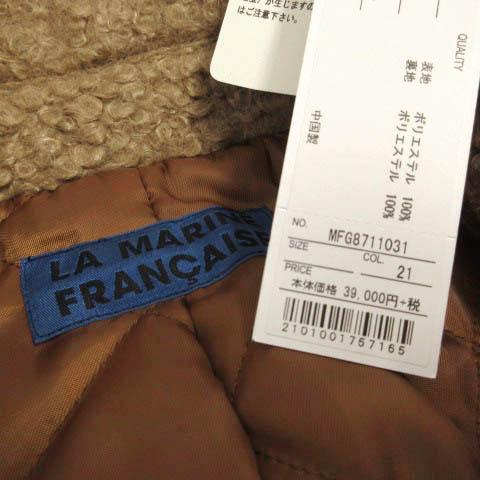 が生じますの
はご注意下さい。
QUALITY
表地 ポリエステル 100%
裏地 ポリエステル 100%
中国製
NO. MFG8711031
SIZE COL. 21
PRICE
本体価格 39,000円+税
2101001757165
LA MARINE
FRANÇAISE